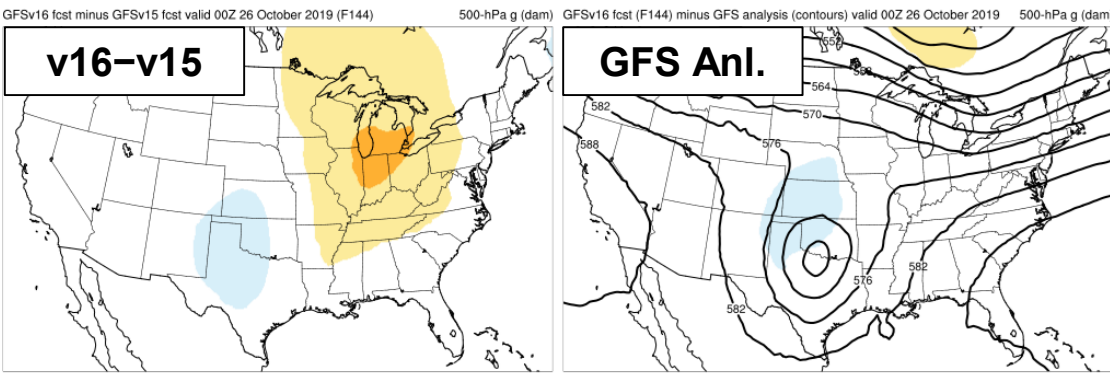 GFSv16 fcst minus GFSv15 fcst valid 00Z 26 October 2019 (F144) 500-hPa g (dam)
v16−v15
GFSv16 fcst (F144) minus GFS analysis (contours) valid 00Z 26 October 2019 500-hPa g (dam)
GFS Anl.
552
558
564
582
570
588
576
582
576
582